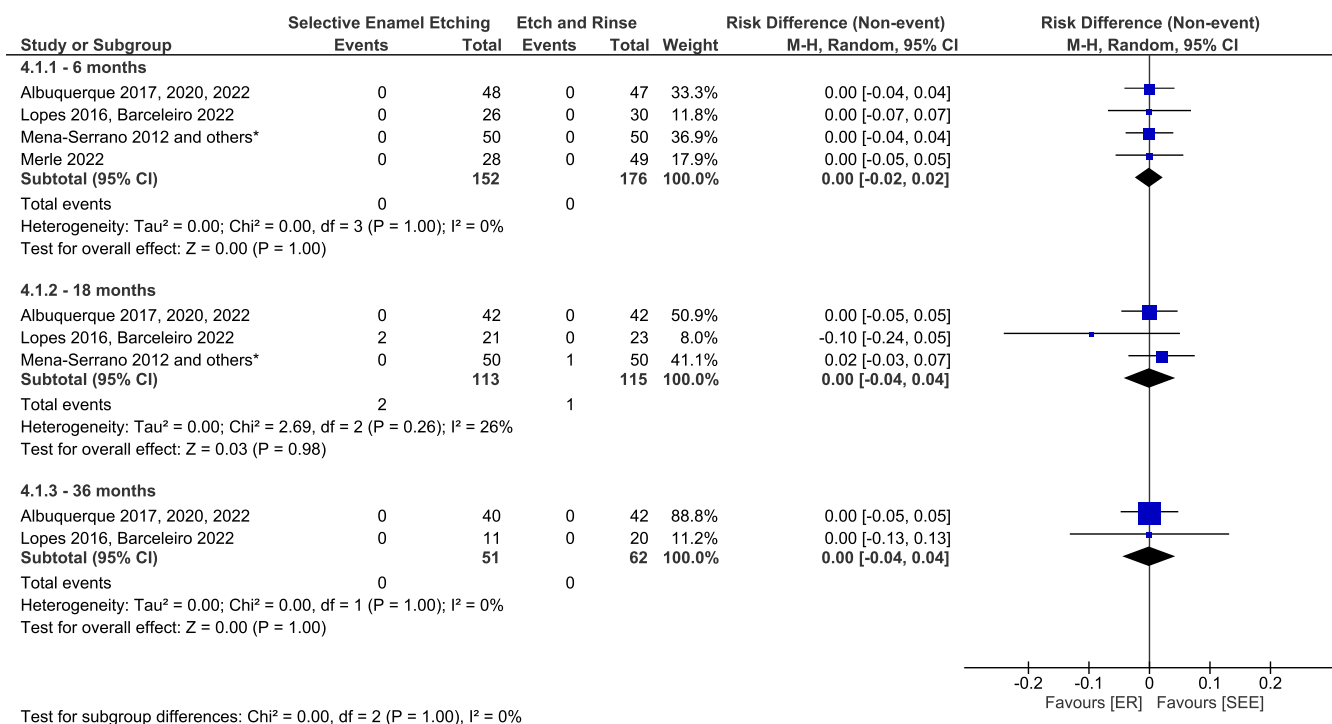 Selective Enamel Etching Etch and Rinse Risk Difference (Non-event) Risk Difference (Non-event)
Study or Subgroup Events Total Events Total Weight M-H, Random, 95% CI M-H, Random, 95% CI
4.1.1 - 6 months
Albuquerque 2017, 2020, 2022 0 48 0 47 33.3% 0.00 [-0.04, 0.04]
Lopes 2016, Barceleiro 2022 0 26 0 30 11.8% 0.00 [-0.07, 0.07]
Mena-Serrano 2012 and others* 0 50 0 50 36.9% 0.00 [-0.04, 0.04]
Merle 2022 0 28 0 49 17.9% 0.00 [-0.05, 0.05]
Subtotal (95% CI) 152 176 100.0% 0.00 [-0.02, 0.02]
Total events 0 0
Heterogeneity: Tau² = 0.00; Chi² = 0.00, df = 3 (P = 1.00); I² = 0%
Test for overall effect: Z = 0.00 (P = 1.00)
4.1.2 - 18 months
Albuquerque 2017, 2020, 2022 0 42 0 42 50.9% 0.00 [-0.05, 0.05]
Lopes 2016, Barceleiro 2022 2 21 0 23 8.0% -0.10 [-0.24, 0.05]
Mena-Serrano 2012 and others* 0 50 1 50 41.1% 0.02 [-0.03, 0.07]
Subtotal (95% CI) 113 115 100.0% 0.00 [-0.04, 0.04]
Total events 2 1
Heterogeneity: Tau² = 0.00; Chi² = 2.69, df = 2 (P = 0.26); I² = 26%
Test for overall effect: Z = 0.03 (P = 0.98)
4.1.3 - 36 months
Albuquerque 2017, 2020, 2022 0 40 0 42 88.8% 0.00 [-0.05, 0.05]
Lopes 2016, Barceleiro 2022 0 11 0 20 11.2% 0.00 [-0.13, 0.13]
Subtotal (95% CI) 51 62 100.0% 0.00 [-0.04, 0.04]
Total events 0 0
Heterogeneity: Tau² = 0.00; Chi² = 0.00, df = 1 (P = 1.00); I² = 0%
Test for overall effect: Z = 0.00 (P = 1.00)
-0.2 -0.1 0 0.1 0.2
Favours [ER] Favours [SEE]
Test for subgroup differences: Chi² = 0.00, df = 2 (P = 1.00), I² = 0%